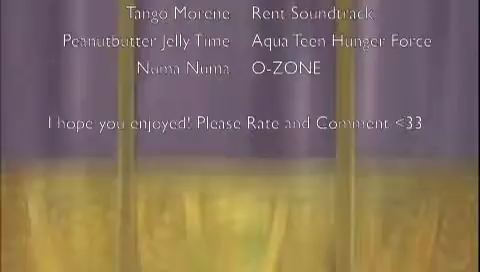 Tango Morene Rent Soundtrack
Peanutbutter Jelly Time Aqua Teen Hunger Force
Numa Numa O-ZONE
I hope you enjoyed! Please Rate and Comment <33